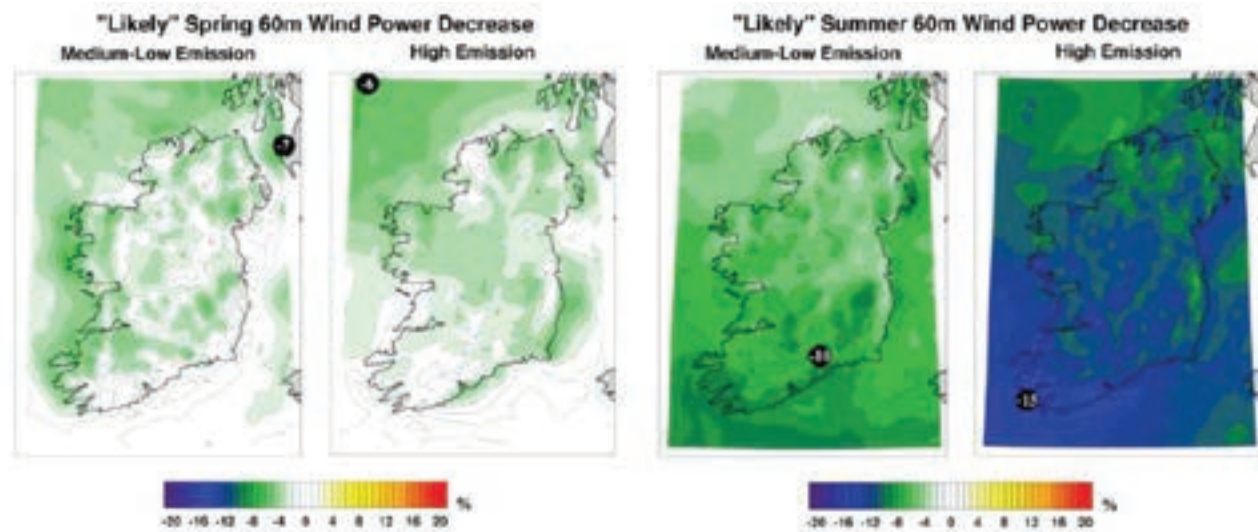 "Likely" Spring 60m Wind Power Decrease
Medium-Low Emission High Emission
-6
-20 -16 -12 -8 -4 0 4 8 12 16 20 %
"Likely" Summer 60m Wind Power Decrease
Medium-Low Emission High Emission
-20 -16 -12 -8 -4 0 4 8 12 16 20 %